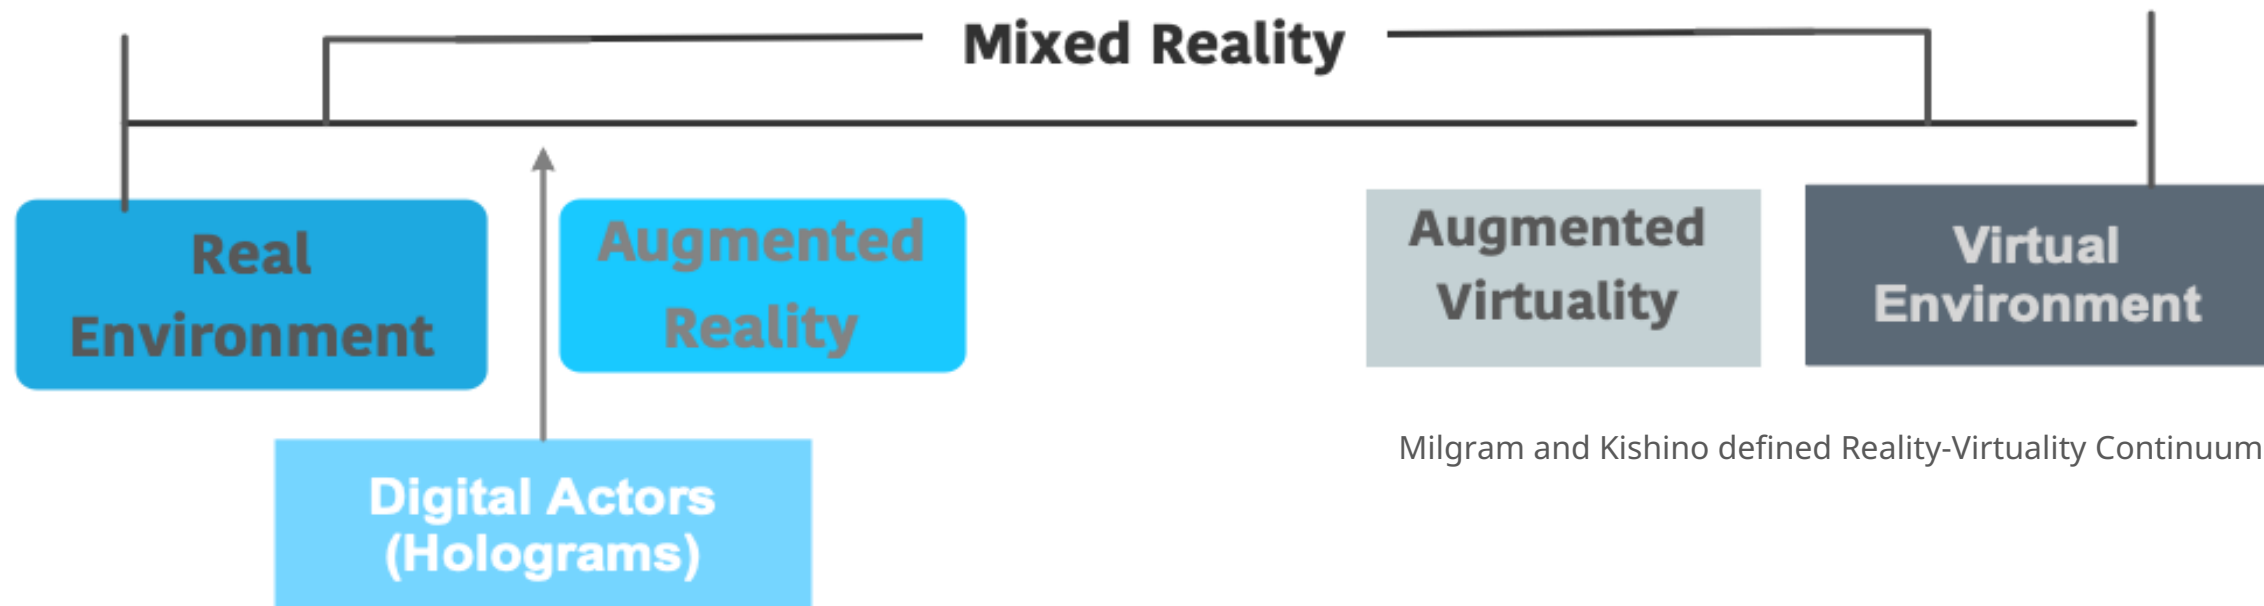 Mixed Reality
Real
Environment
Augmented
Reality
Augmented
Virtuality
Virtual
Environment
Digital Actors
(Holograms)
Milgram and Kishino defined Reality-Virtuality Continuum